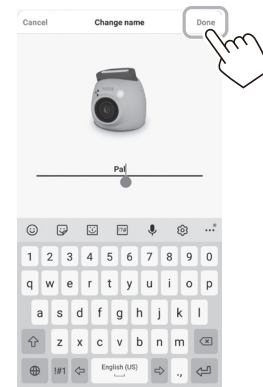 Cancel Change name Done
Pal
1 2 3 4 5 6 7 8 9 0
q w e r t y u i o p
a s d f g h j k l
z x c v b n m
!#1 English (US) .,